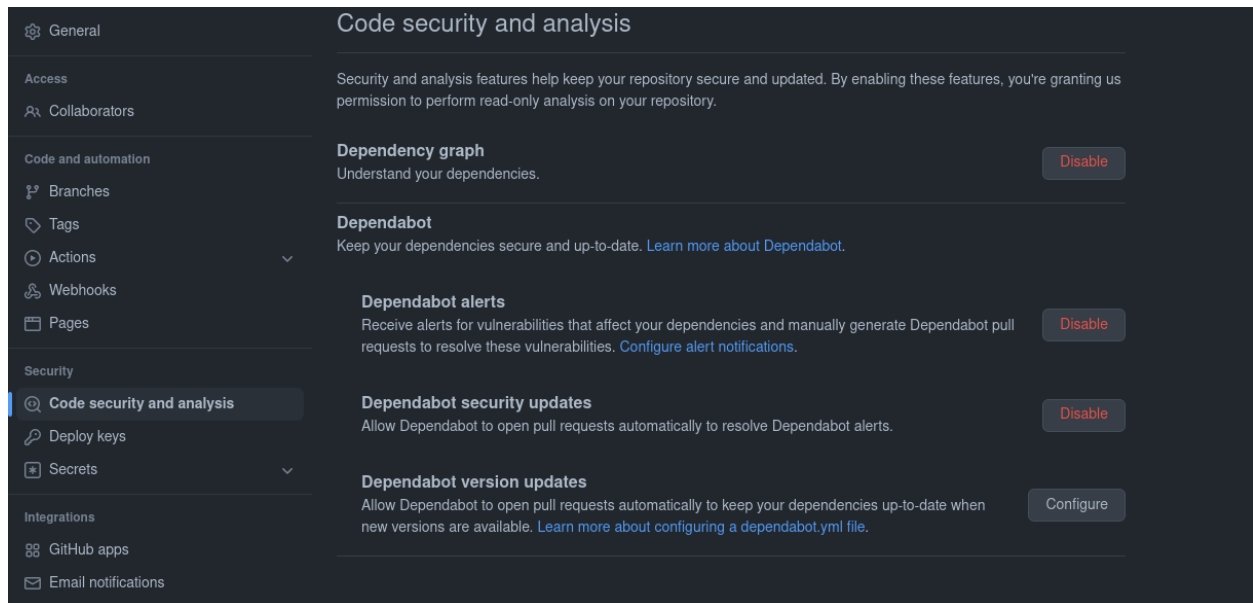 General
Access
Collaborators
Code and automation
Branches
Tags
Actions
Webhooks
Pages
Security
Code security and analysis
Deploy keys
Secrets
Integrations
GitHub apps
Email notifications
Code security and analysis
Security and analysis features help keep your repository secure and updated. By enabling these features, you're granting us
permission to perform read-only analysis on your repository.
Dependency graph
Understand your dependencies.
Disable
Dependabot
Keep your dependencies secure and up-to-date. Learn more about Dependabot.
Dependabot alerts
Receive alerts for vulnerabilities that affect your dependencies and manually generate Dependabot pull
requests to resolve these vulnerabilities. Configure alert notifications.
Disable
Dependabot security updates
Allow Dependabot to open pull requests automatically to resolve Dependabot alerts.
Disable
Dependabot version updates
Allow Dependabot to open pull requests automatically to keep your dependencies up-to-date when
new versions are available. Learn more about configuring a dependabot.yml file.
Configure